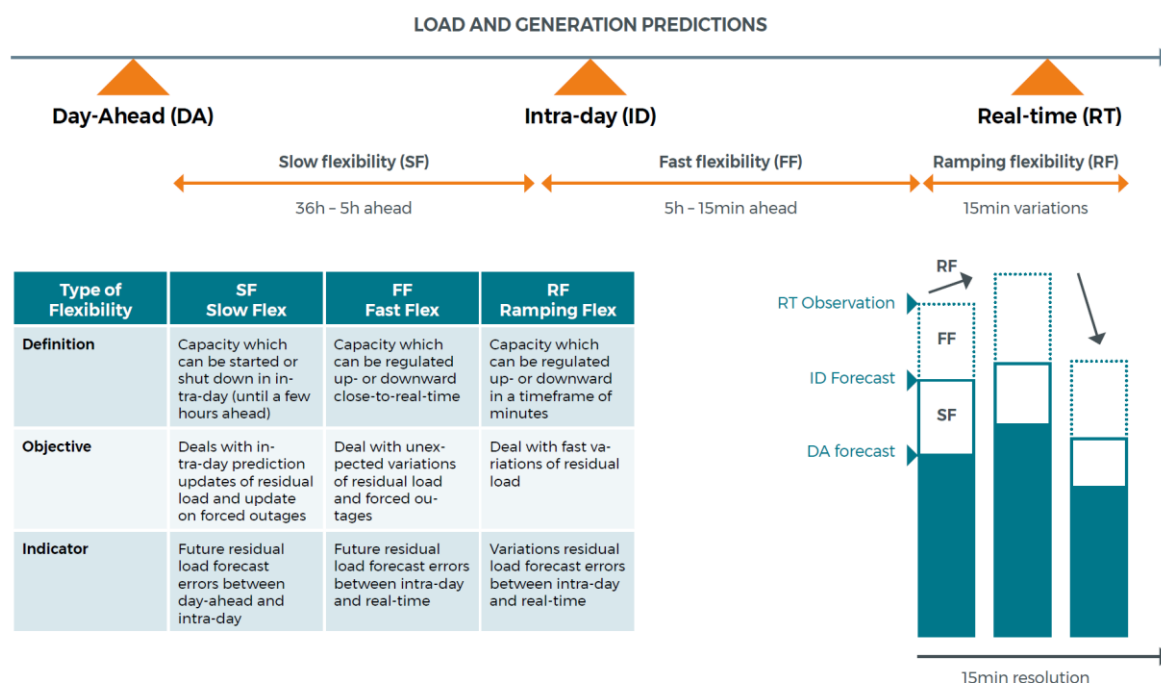 LOAD AND GENERATION PREDICTIONS
Day-Ahead (DA)
Intra-day (ID)
Real-time (RT)
Slow flexibility (SF)
Fast flexibility (FF)
Ramping flexibility (RF)
36h – 5h ahead
5h – 15min ahead
15min variations
Type of
Flexibility
SF
Slow Flex
FF
Fast Flex
RF
Ramping Flex
Definition
Capacity which
can be started or
shut down in in-
tra-day (until a few
hours ahead)
Capacity which
can be regulated
up- or downward
close-to-real-time
Capacity which
can be regulated
up- or downward
in a timeframe of
minutes
Objective
Deals with in-
tra-day prediction
updates of residual
load and update
on forced outages
Deal with unex-
pected variations
of residual load
and forced ou-
tages
Deal with fast va-
riations of residual
load
Indicator
Future residual
load forecast
errors between
day-ahead and
intra-day
Future residual
load forecast errors
between intra-day
and real-time
Variations residual
load forecast errors
between intra-day
and real-time
RF
RT Observation
FF
ID Forecast
SF
DA forecast
15min resolution